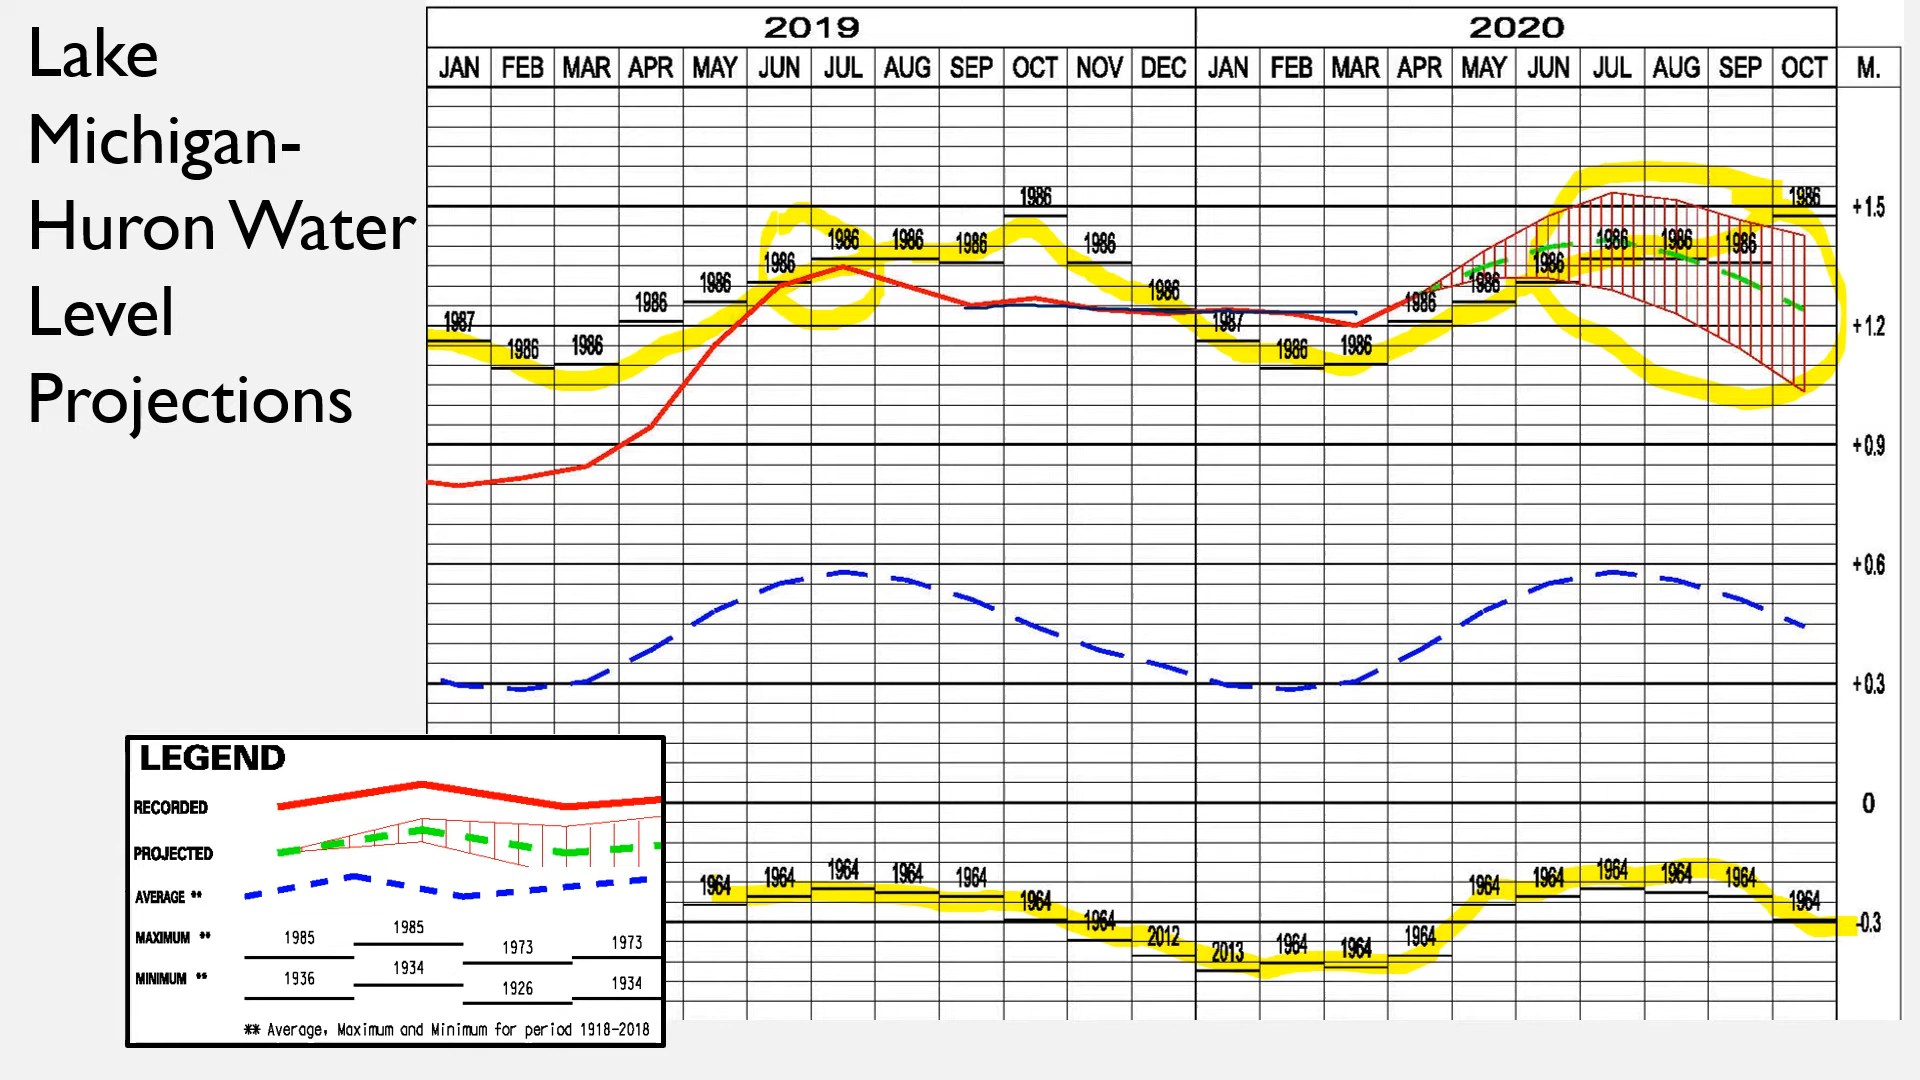 Lake
Michigan-
Huron Water
Level
Projections
2019 2020
JAN FEB MAR APR MAY JUN JUL AUG SEP OCT NOV DEC JAN FEB MAR APR MAY JUN JUL AUG SEP OCT M.
1986 1986 +1.5
1986 1986 1986 1986 1986 1986 1986
1986 1986
1986 1986 1986 1986
1987 1986 1987 1986 +1.2
1986 1986 1986 1986
+0.9
+0.6
+0.3
0
1964 1964 1964 1964 1964 1964 1964 1964 1964 1964
1964 1964 -0.3
1964 2012 2013 1964 1964 1964
LEGEND
RECORDED
PROJECTED
AVERAGE **
MAXIMUM ** 1985 1985 1973 1973
MINIMUM ** 1936 1934 1926 1934
** Average, Maximum and Minimum for period 1918-2018